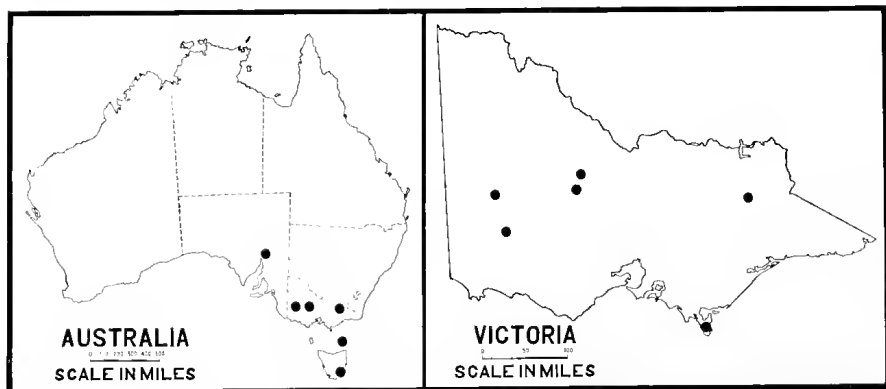 AUSTRALIA
SCALE IN MILES
VICTORIA
0 50 100
SCALE IN MILES